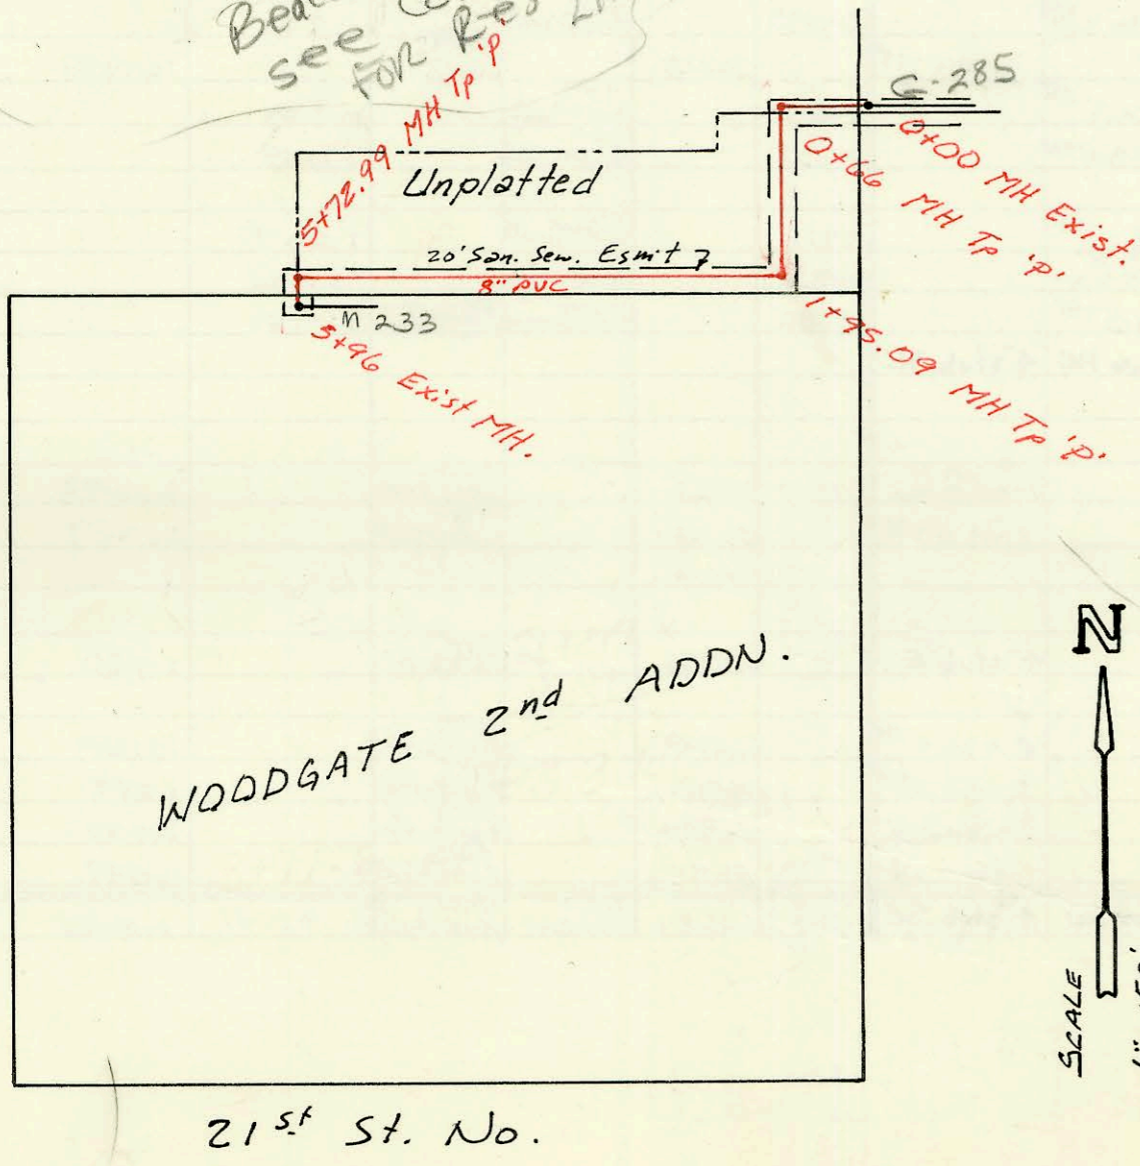 see
FOR
G-285
5+72.99 MH Tp 'P'
0+00 MH Exist.
0+66 MH Tp 'P'
Unplatted
20' San. Sew. Esm't
8" PVC
1+95.09 MH Tp 'P'
M 233
5+96 Exist MH.
N
WOODGATE 2nd ADDN.
SCALE
21st St. No.